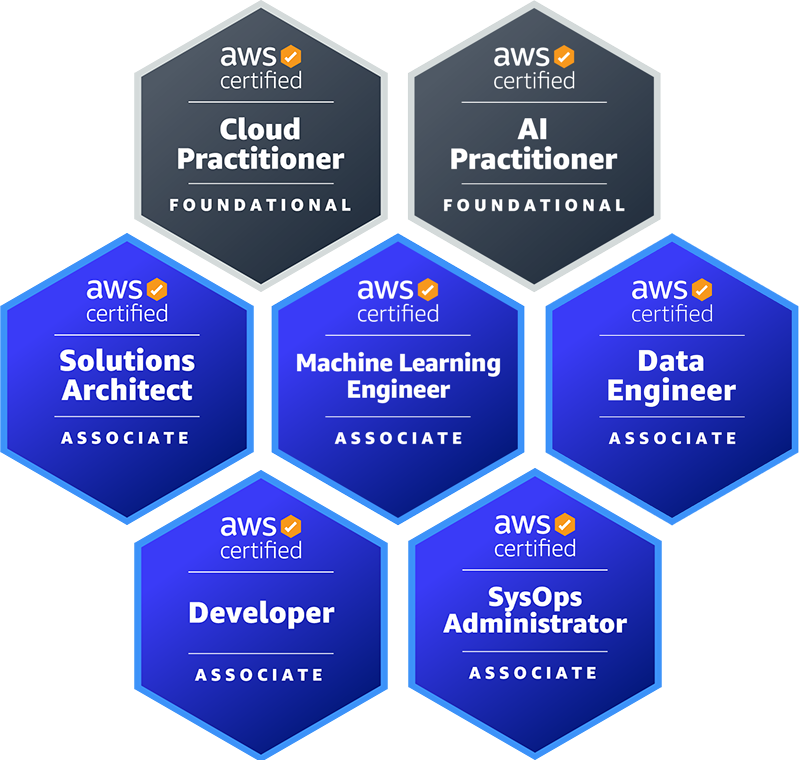 aws
certified
Cloud
Practitioner
FOUNDATIONAL
aws
certified
AI
Practitioner
FOUNDATIONAL
aws
certified
Solutions
Architect
ASSOCIATE
aws
certified
Machine Learning
Engineer
ASSOCIATE
aws
certified
Data
Engineer
ASSOCIATE
aws
certified
Developer
ASSOCIATE
aws
certified
SysOps
Administrator
ASSOCIATE